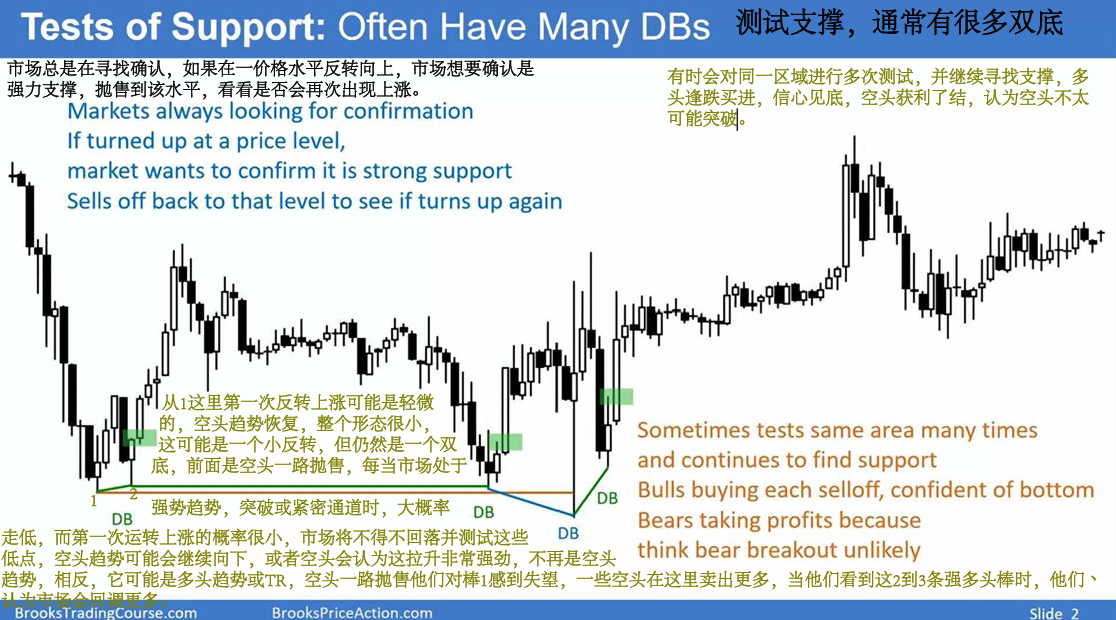 Tests of Support: Often Have Many DBs
测试支撑，通常有很多双底
市场总是在寻找确认，如果在一价格水平反转向上，市场想要确认是
强力支撑，抛售到该水平，看看是否会再次出现上涨。
Markets always looking for confirmation
If turned up at a price level,
market wants to confirm it is strong support
Sells off back to that level to see if turns up again
有时会对同一区域进行多次测试，并继续寻找支撑，多
头逢跌买进，信心见底，空头获利了结，认为空头不太
可能突破。
从1这里第一次反转上涨可能是轻微
的，空头趋势恢复，整个形态很小，
这可能是一个小反转，但仍然是一个双
底，前面是空头一路抛售，每当市场处于
强势趋势，突破或紧密通道时，大概率
走低，而第一次运转上涨的概率很小，市场将不得不回落并测试这些
低点，空头趋势可能会继续向下，或者空头会认为这拉升非常强劲，不再是空头
趋势，相反，它可能是多头趋势或TR，空头一路抛售他们对棒1感到失望，一些空头在这里卖出更多，当他们看到这2到3条强多头棒时，他们、
认为市场会回调更多。
1
2
DB
DB
DB
DB
Sometimes tests same area many times
and continues to find support
Bulls buying each selloff, confident of bottom
Bears taking profits because
think bear breakout unlikely
BrooksTradingCourse.com
BrooksPriceAction.com
Slide 2